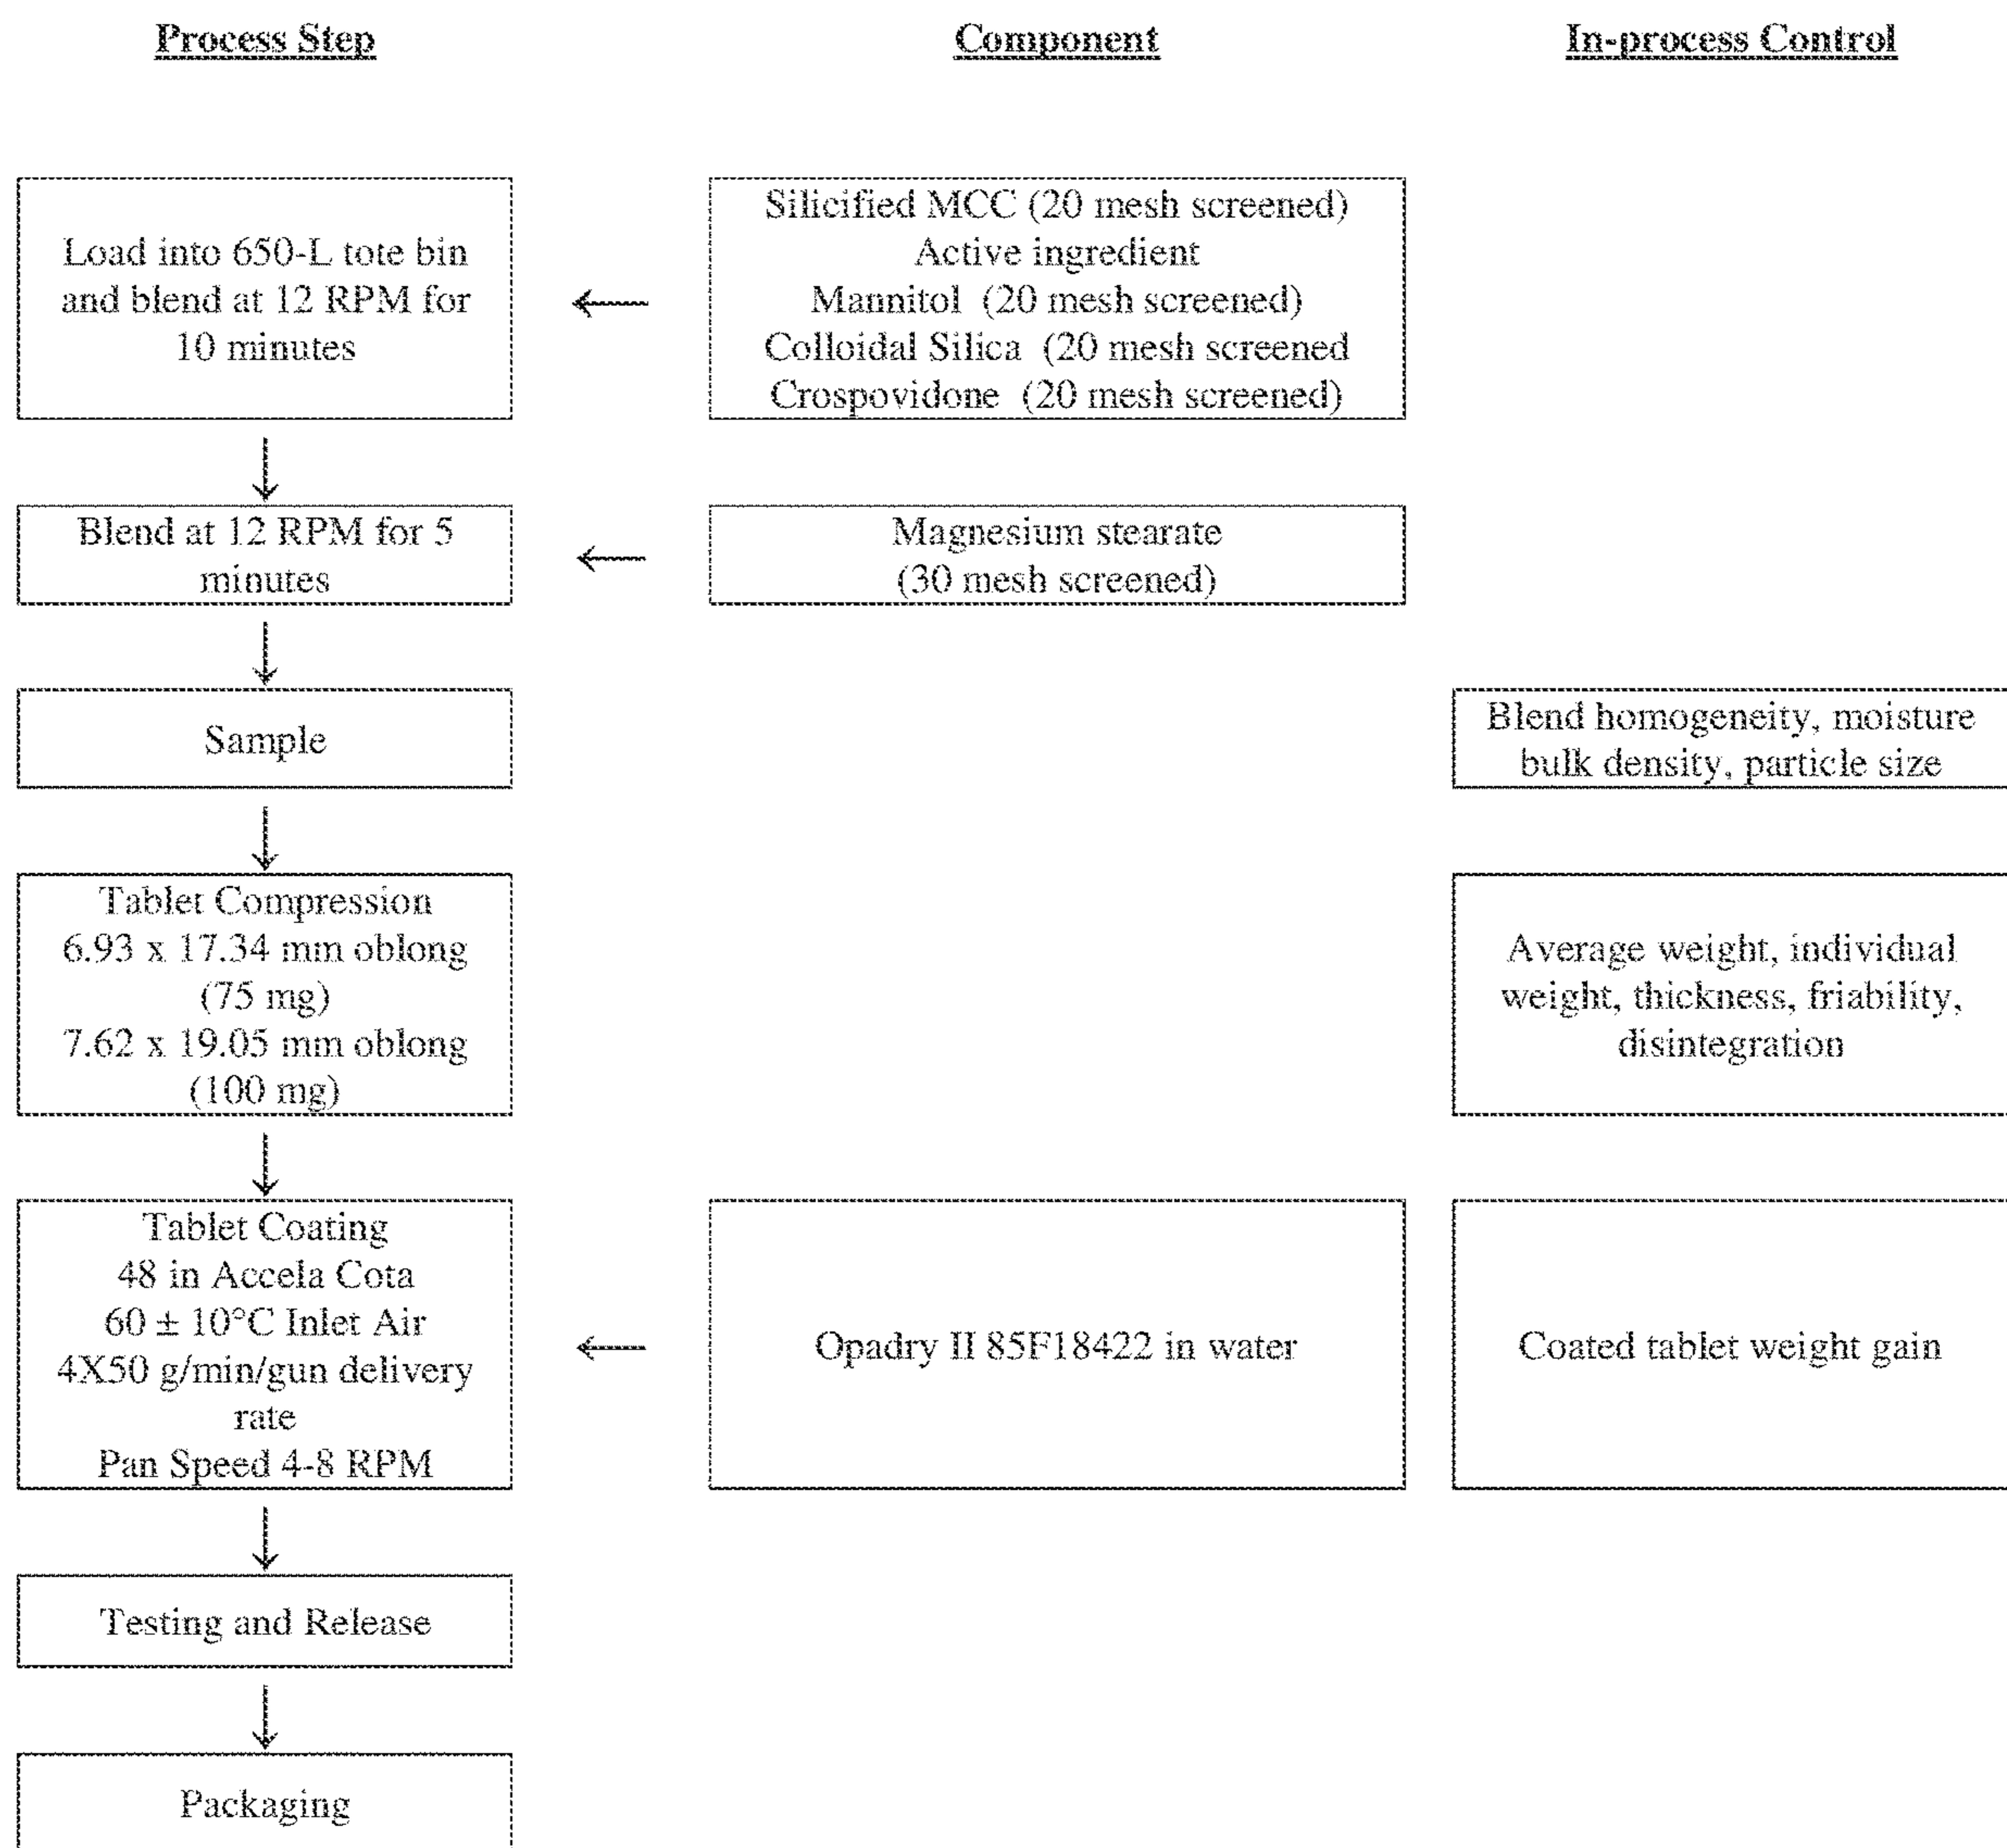 Process Step
Component
In-process Control
Load into 650-L tote bin
and blend at 12 RPM for
10 minutes
Silicified MCC (20 mesh screened)
Active ingredient
Mannitol (20 mesh screened)
Colloidal Silica (20 mesh screened
Crospovidone (20 mesh screened)
Blend at 12 RPM for 5
minutes
Magnesium stearate
(30 mesh screened)
Sample
Blend homogeneity, moisture
bulk density, particle size
Tablet Compression
6.93 x 17.34 mm oblong
(75 mg)
7.62 x 19.05 mm oblong
(100 mg)
Average weight, individual
weight, thickness, friability,
disintegration
Tablet Coating
48 in Accela Cota
60 ± 10°C Inlet Air
4X50 g/min/gun delivery
rate
Pan Speed 4-8 RPM
Opadry II 85F18422 in water
Coated tablet weight gain
Testing and Release
Packaging